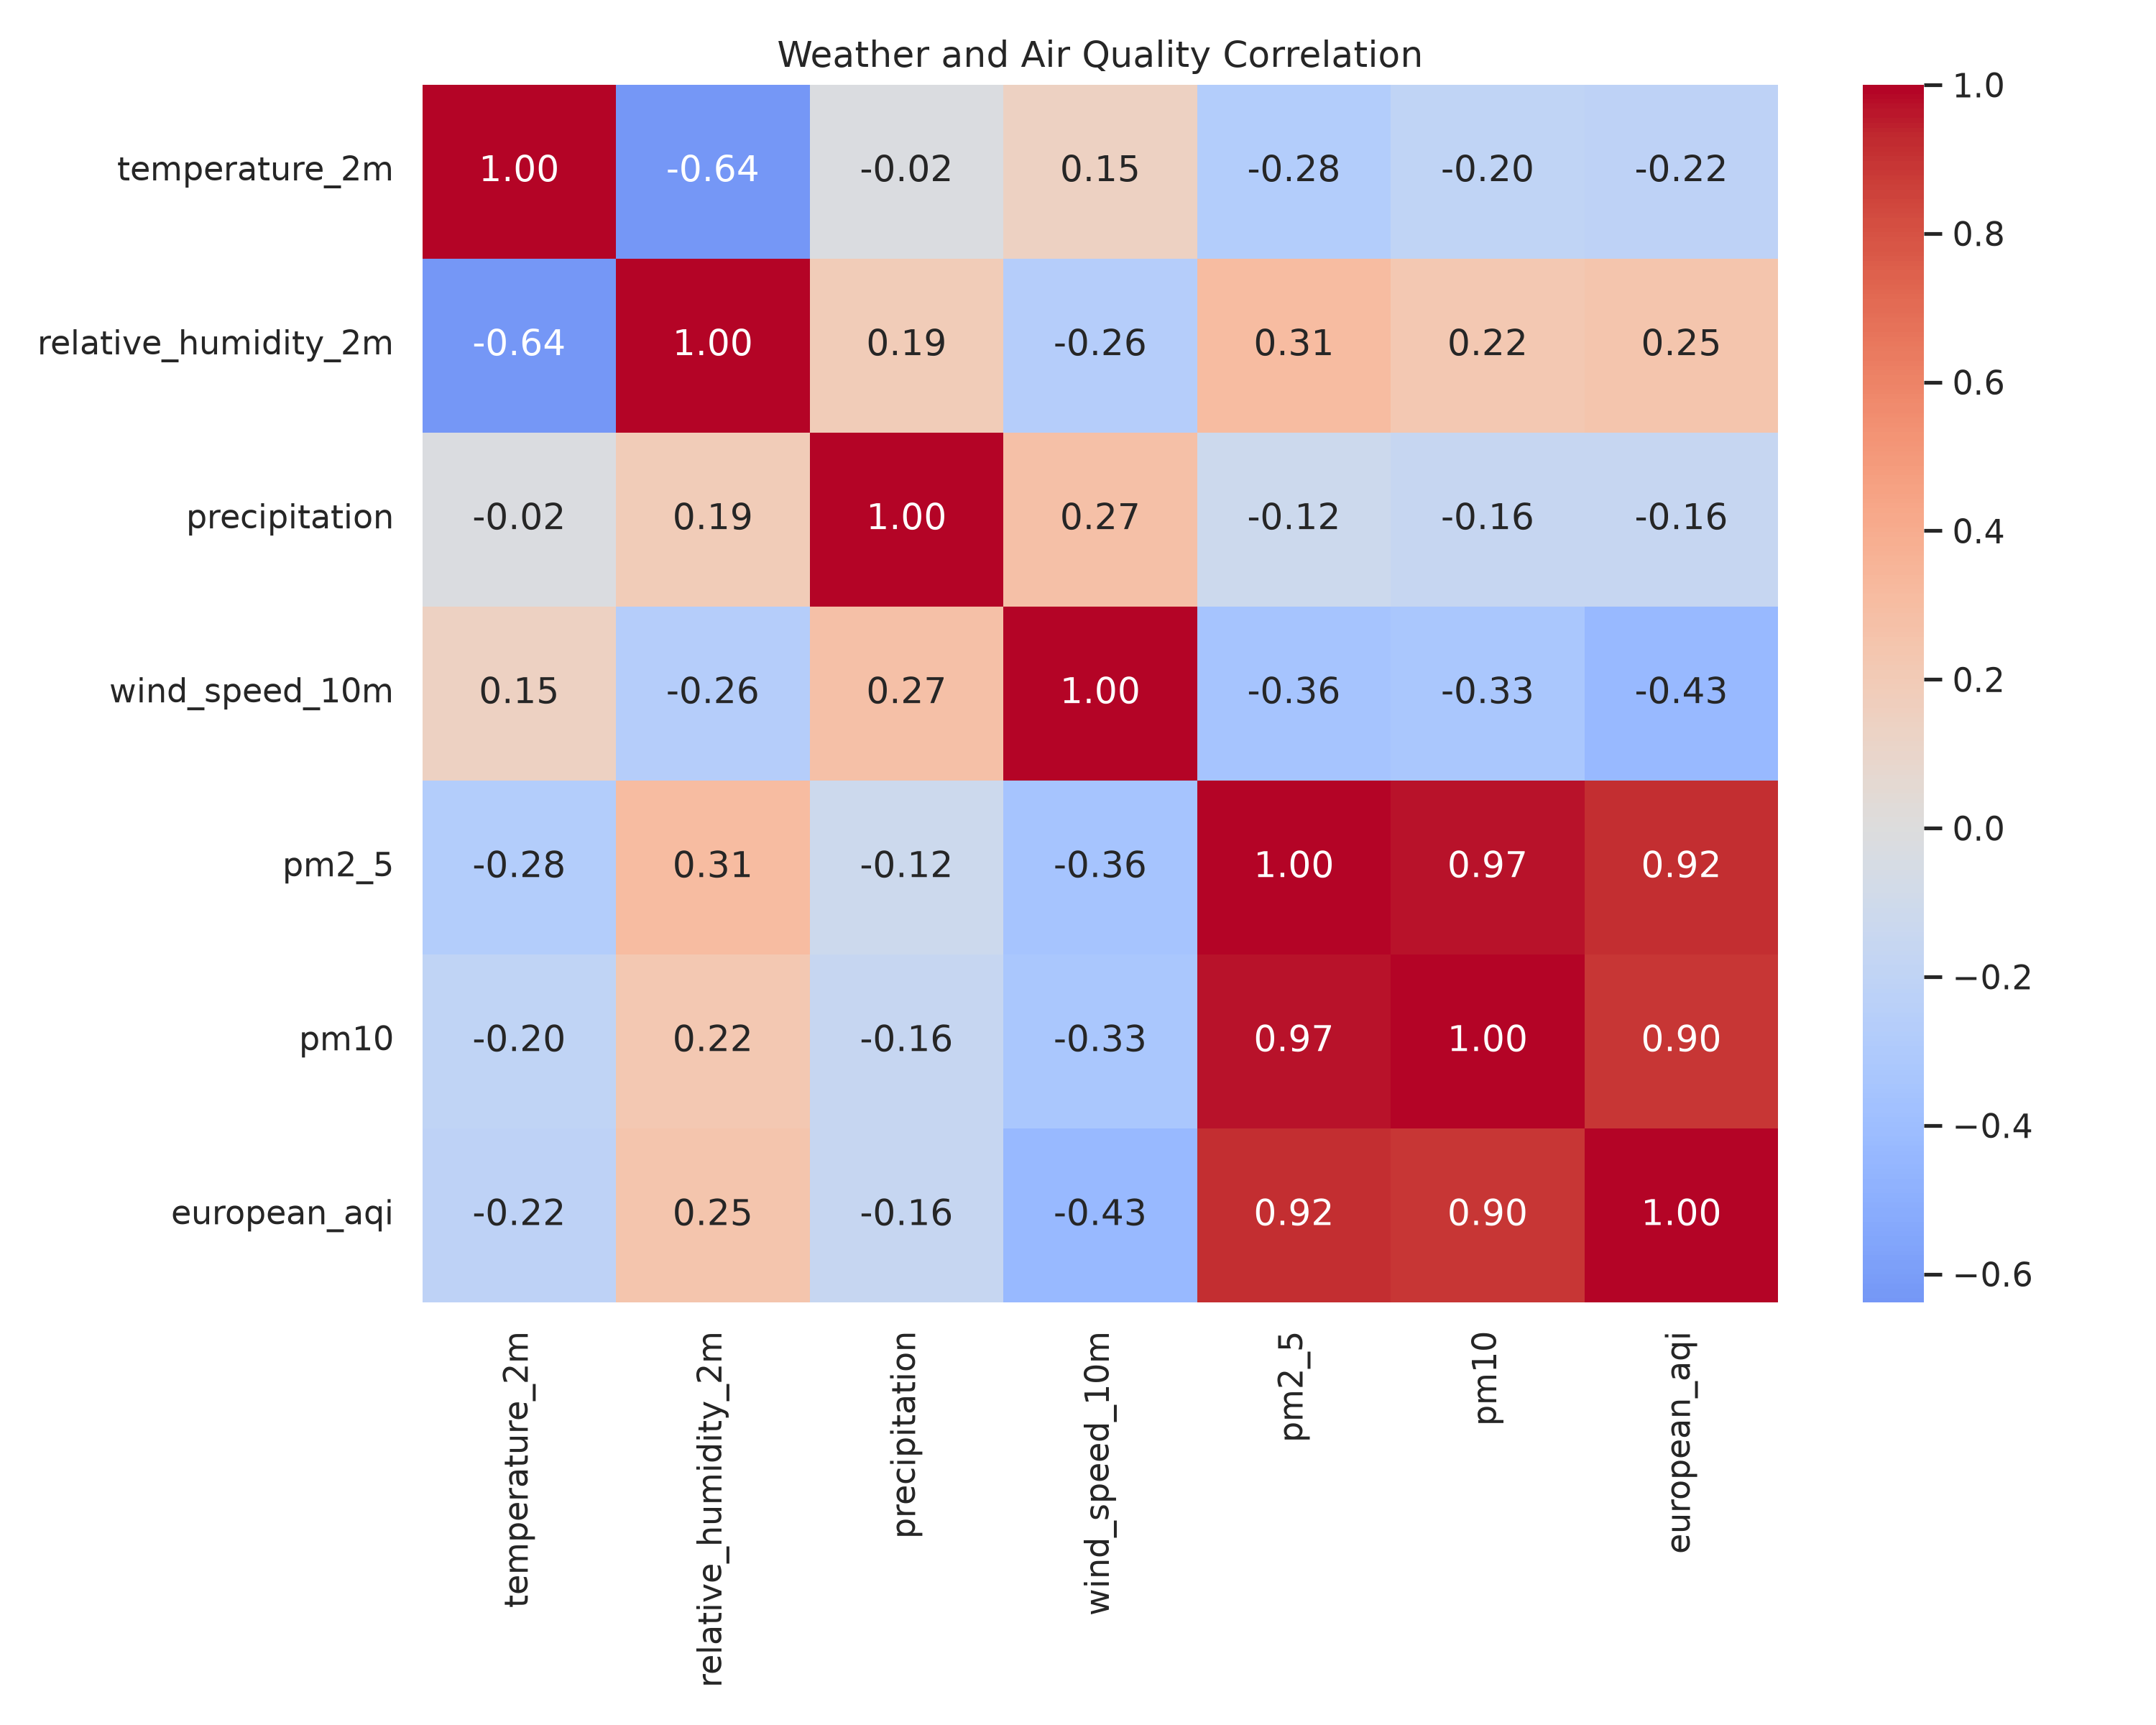 Weather and Air Quality Correlation
temperature_2m 1.00 -0.64 -0.02 0.15 -0.28 -0.20 -0.22
relative_humidity_2m -0.64 1.00 0.19 -0.26 0.31 0.22 0.25
precipitation -0.02 0.19 1.00 0.27 -0.12 -0.16 -0.16
wind_speed_10m 0.15 -0.26 0.27 1.00 -0.36 -0.33 -0.43
pm2_5 -0.28 0.31 -0.12 -0.36 1.00 0.97 0.92
pm10 -0.20 0.22 -0.16 -0.33 0.97 1.00 0.90
european_aqi -0.22 0.25 -0.16 -0.43 0.92 0.90 1.00
temperature_2m
relative_humidity_2m
precipitation
wind_speed_10m
pm2_5
pm10
european_aqi
1.0
0.8
0.6
0.4
0.2
0.0
−0.2
−0.4
−0.6